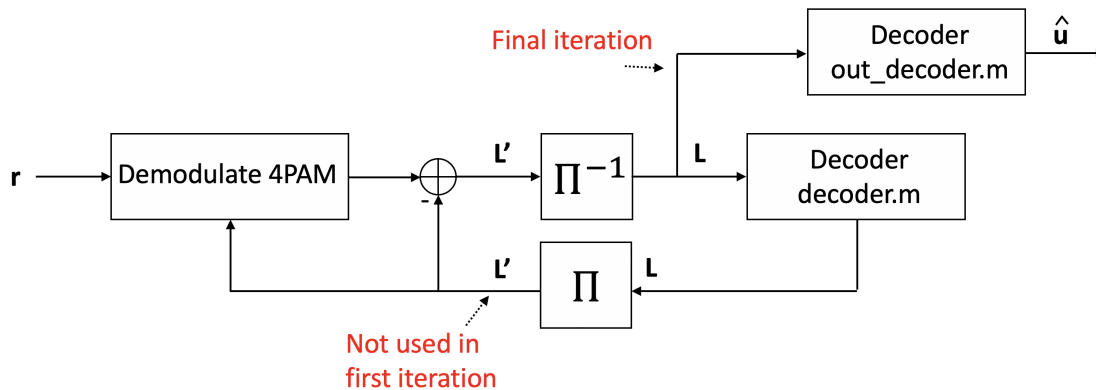 Final iteration
Decoder
out_decoder.m
û
r
Demodulate 4PAM
-
L’
∏⁻¹
L
Decoder
decoder.m
L’
∏
L
Not used in
first iteration